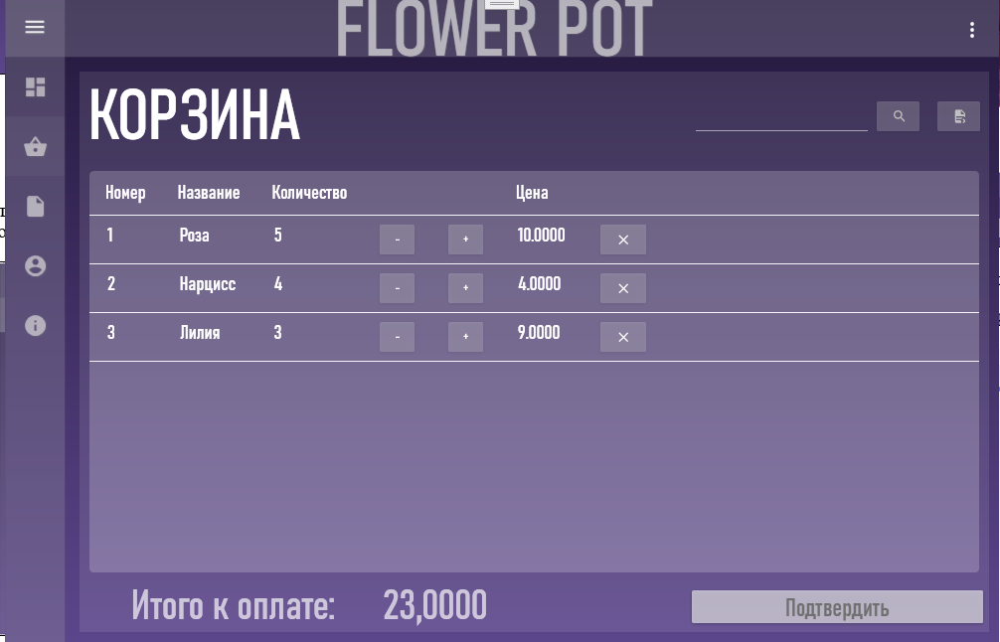 FLOWER POT
КОРЗИНА
Номер Название Количество Цена
1 Роза 5 - + 10.0000 ×
2 Нарцисс 4 - + 4.0000 ×
3 Лилия 3 - + 9.0000 ×
Итого к оплате: 23,0000 Подтвердить